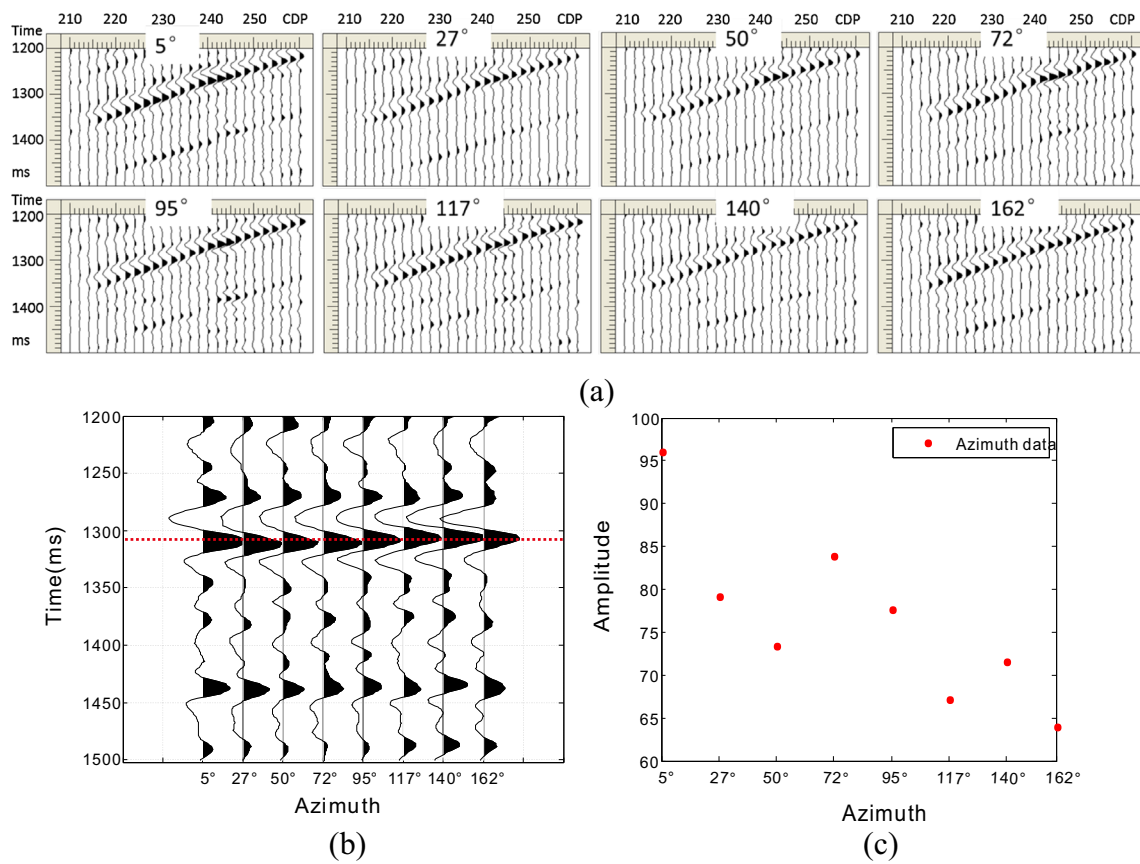 210 220 230 240 250 CDP 210 220 230 240 250 CDP 210 220 230 240 250 CDP 210 220 230 240 250 CDP
Time
1200
5° 27° 50° 72°
1300
1400
ms
Time
1200
95° 117° 140° 162°
1300
1400
ms
(a)
1200
1250
1300
1350
1400
1450
1500
Time(ms)
5° 27° 50° 72° 95° 117° 140° 162°
Azimuth
(b)
100
95
90
85
80
75
70
65
60
Amplitude
Azimuth data
5° 27° 50° 72° 95° 117° 140° 162°
Azimuth
(c)